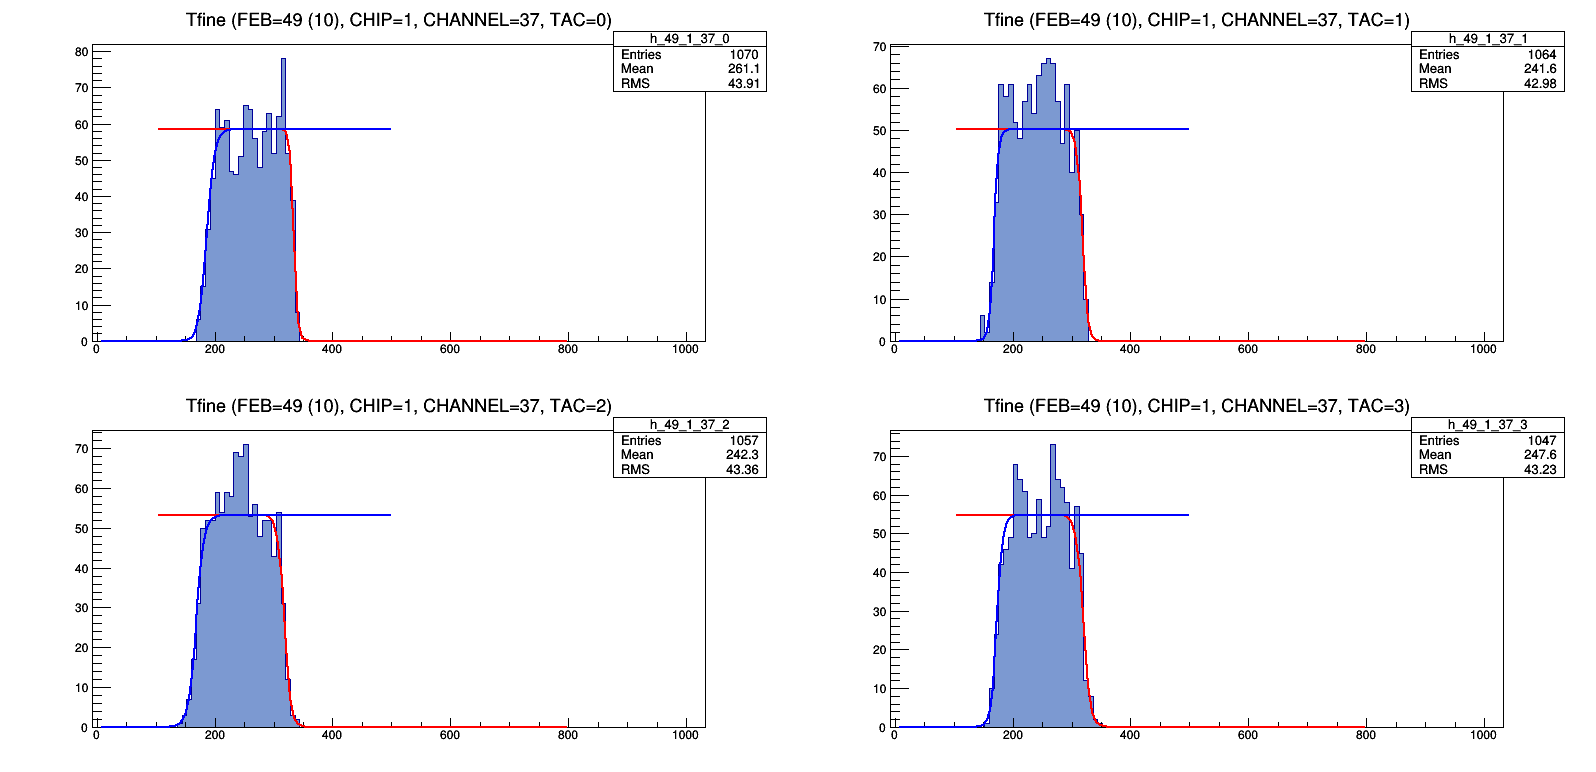 Tfine (FEB=49 (10), CHIP=1, CHANNEL=37, TAC=0)
h_49_1_37_0
Entries 1070
Mean 261.1
RMS 43.91
80
70
60
50
40
30
20
10
0
0 200 400 600 800 1000
Tfine (FEB=49 (10), CHIP=1, CHANNEL=37, TAC=1)
h_49_1_37_1
Entries 1064
Mean 241.6
RMS 42.98
70
60
50
40
30
20
10
0
0 200 400 600 800 1000
Tfine (FEB=49 (10), CHIP=1, CHANNEL=37, TAC=2)
h_49_1_37_2
Entries 1057
Mean 242.3
RMS 43.36
70
60
50
40
30
20
10
0
0 200 400 600 800 1000
Tfine (FEB=49 (10), CHIP=1, CHANNEL=37, TAC=3)
h_49_1_37_3
Entries 1047
Mean 247.6
RMS 43.23
70
60
50
40
30
20
10
0
0 200 400 600 800 1000